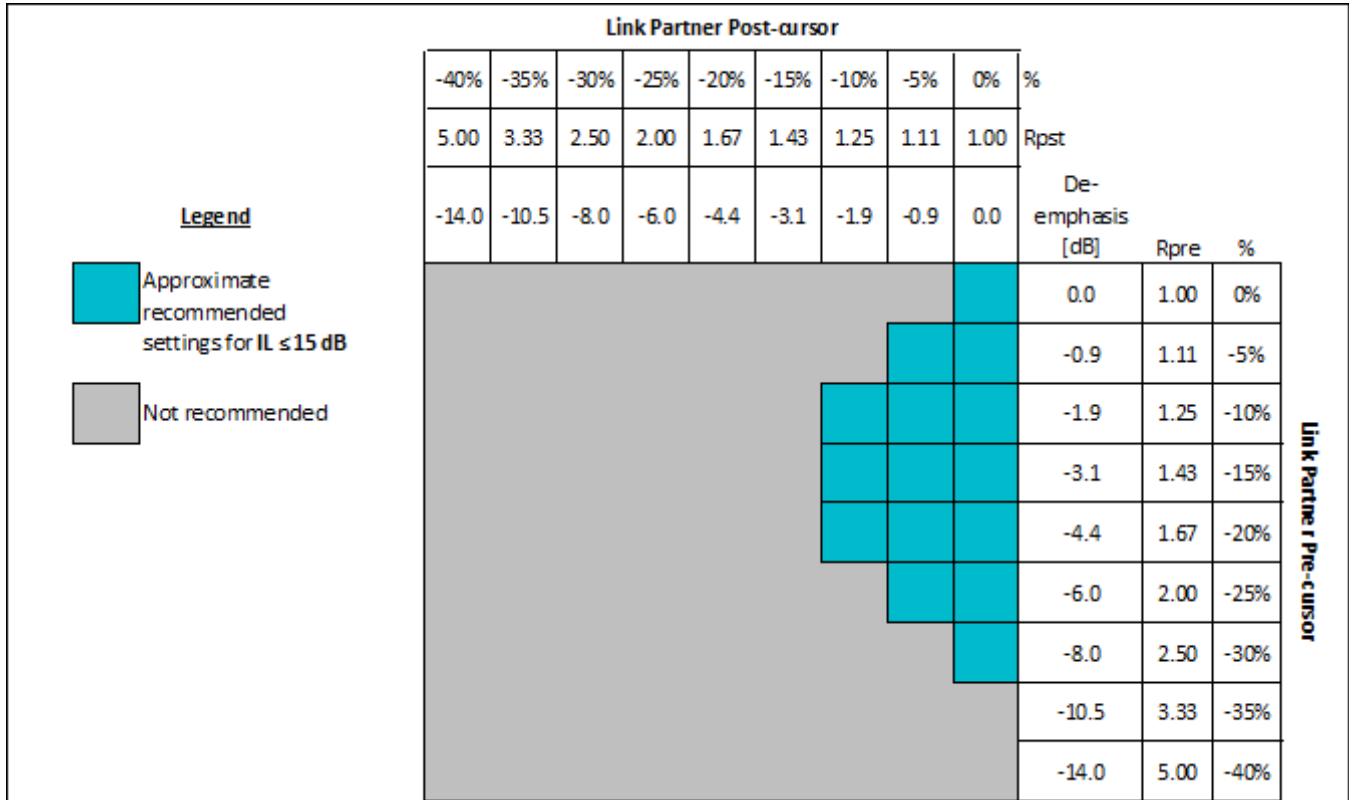 Link Partner Post-cursor
-40% -35% -30% -25% -20% -15% -10% -5% 0% %
5.00 3.33 2.50 2.00 1.67 1.43 1.25 1.11 1.00 Rpst
-14.0 -10.5 -8.0 -6.0 -4.4 -3.1 -1.9 -0.9 0.0
De-
emphasis
[dB] Rpre %
Legend
Approximate
recommended
settings for IL ≤ 15 dB
Not recommended
0.0 1.00 0%
-0.9 1.11 -5%
-1.9 1.25 -10%
-3.1 1.43 -15%
-4.4 1.67 -20%
-6.0 2.00 -25%
-8.0 2.50 -30%
-10.5 3.33 -35%
-14.0 5.00 -40%
Link Partner Pre-cursor